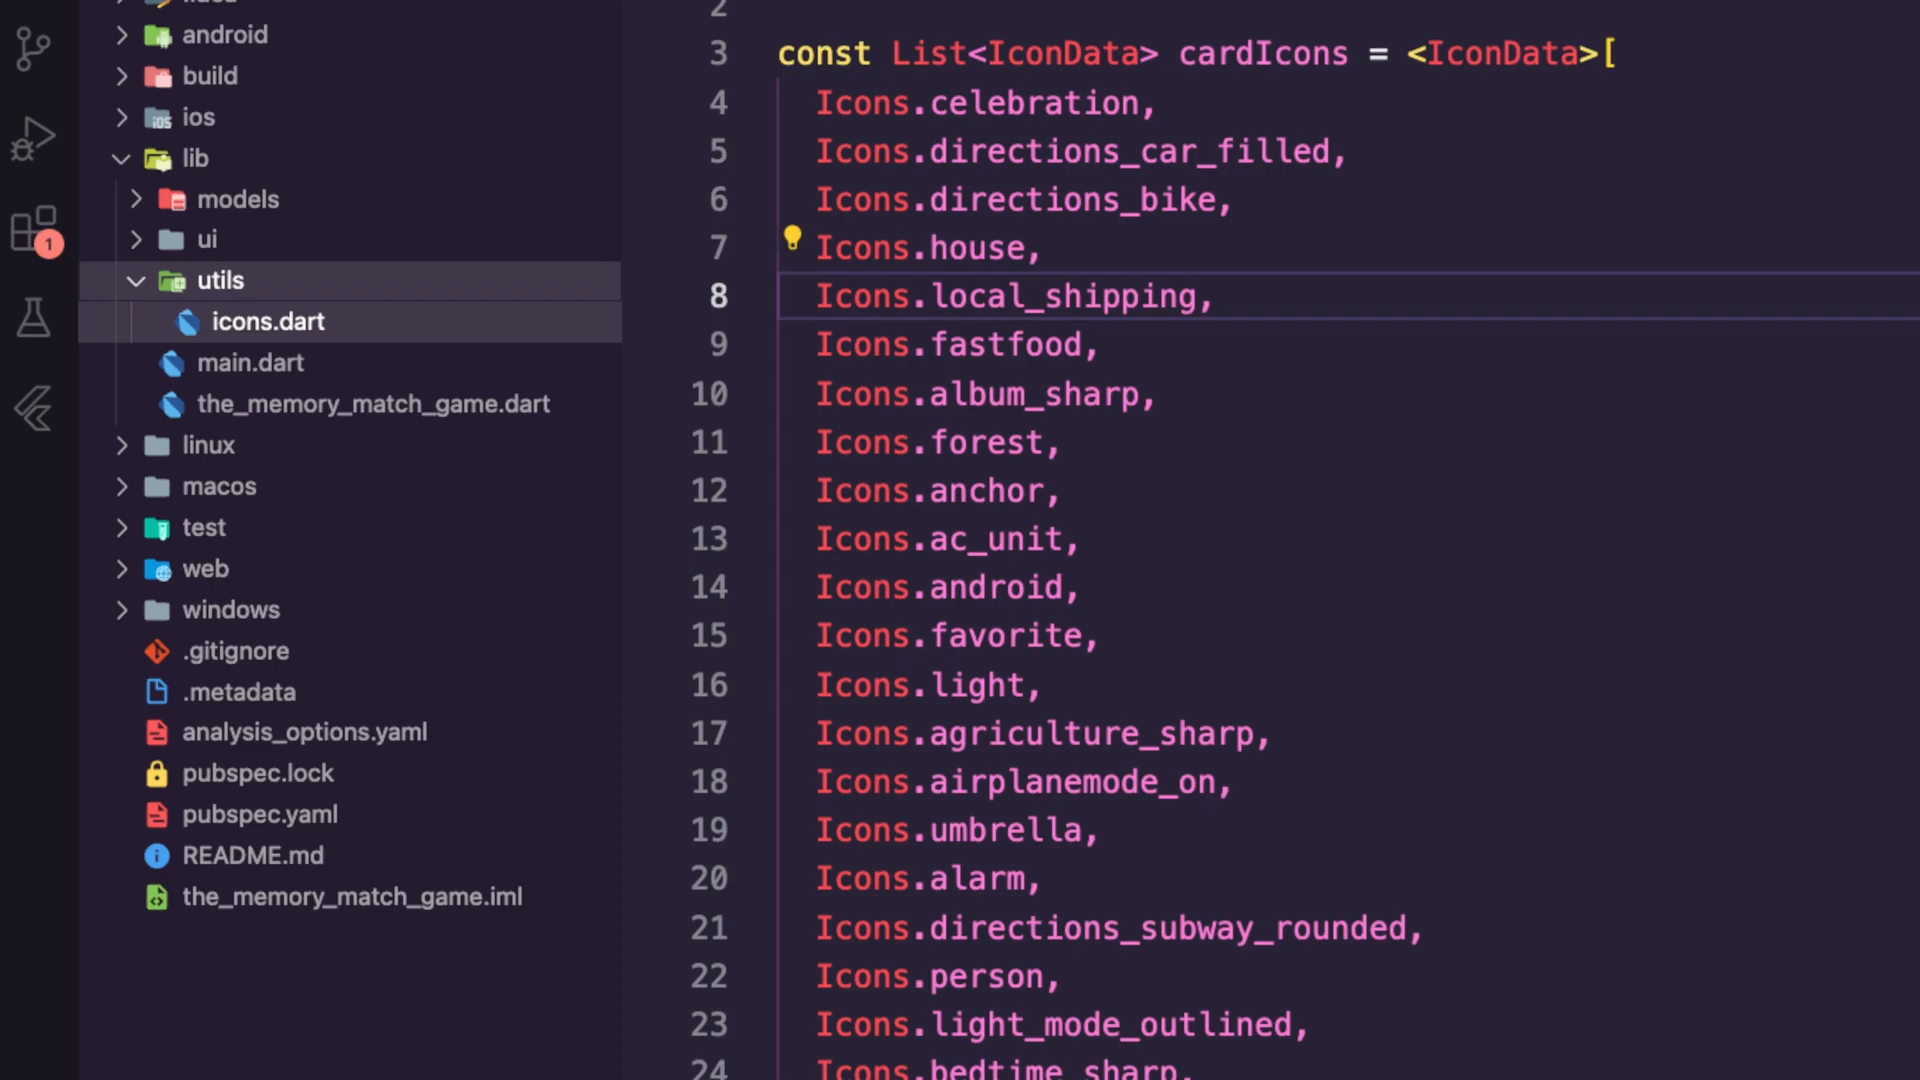 android
build
ios
lib
models
ui
utils
icons.dart
main.dart
the_memory_match_game.dart
linux
macos
test
web
windows
.gitignore
.metadata
analysis_options.yaml
pubspec.lock
pubspec.yaml
README.md
the_memory_match_game.iml
1
2
3 const List<IconData> cardIcons = <IconData>[
4 Icons.celebration,
5 Icons.directions_car_filled,
6 Icons.directions_bike,
7 Icons.house,
8 Icons.local_shipping,
9 Icons.fastfood,
10 Icons.album_sharp,
11 Icons.forest,
12 Icons.anchor,
13 Icons.ac_unit,
14 Icons.android,
15 Icons.favorite,
16 Icons.light,
17 Icons.agriculture_sharp,
18 Icons.airplanemode_on,
19 Icons.umbrella,
20 Icons.alarm,
21 Icons.directions_subway_rounded,
22 Icons.person,
23 Icons.light_mode_outlined,
24 Icons.bedtime_sharp,